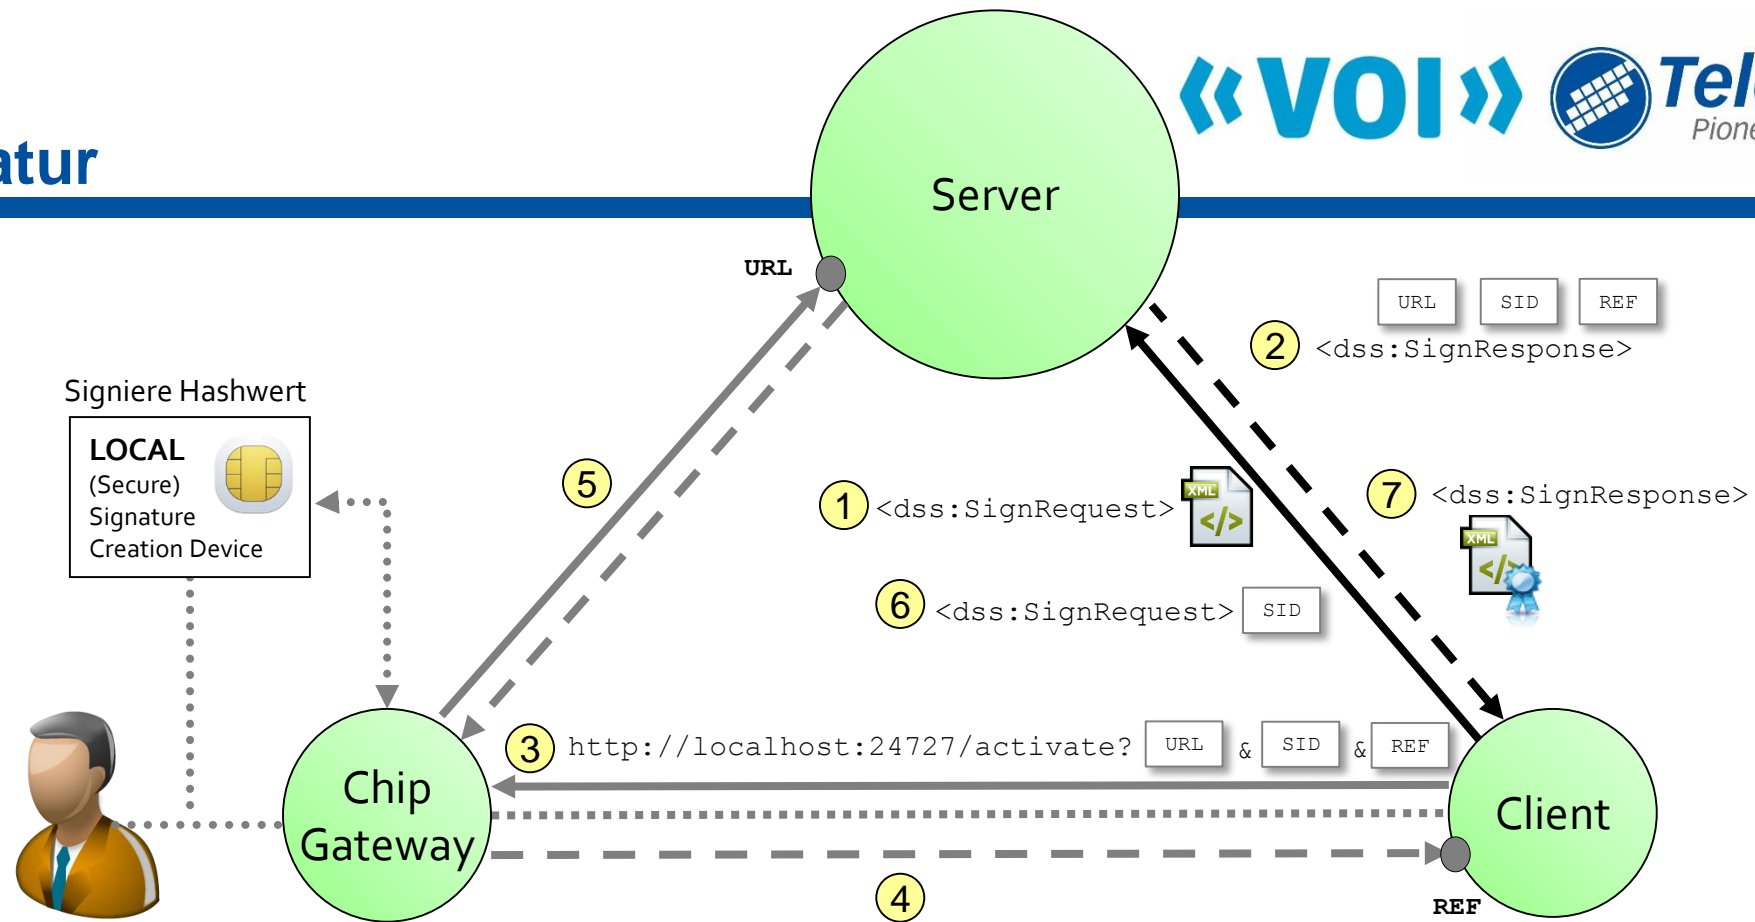 «VOI»
atur
Server
URL
URL SID REF
2 <dss:SignResponse>
Signiere Hashwert
LOCAL
(Secure)
Signature
Creation Device
5
1 <dss:SignRequest> XML </>
7 <dss:SignResponse>
XML </>
6 <dss:SignRequest> SID
3 http://localhost:24727/activate? URL & SID & REF
Chip
Gateway
Client
4
REF